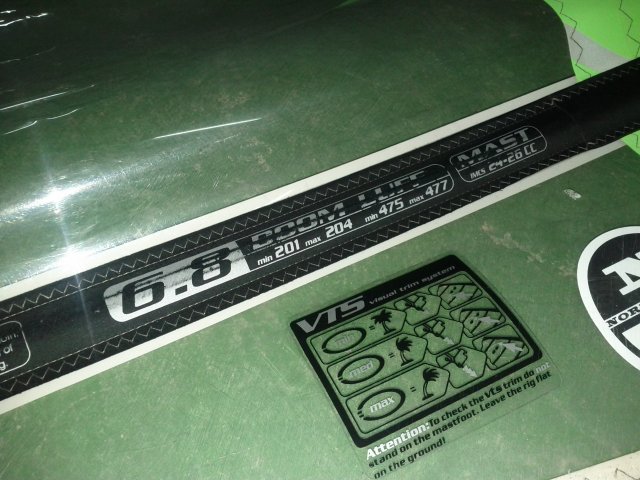 6.8
BOOM LUFF
min 201 max 204 min 475 max 477
MAST
IMCS 24-26 CC
of
VTS visual trim system
min =
med =
max =
Attention: To check the vts trim do not
stand on the mastfoot. Leave the rig flat
on the ground!
N
NOR